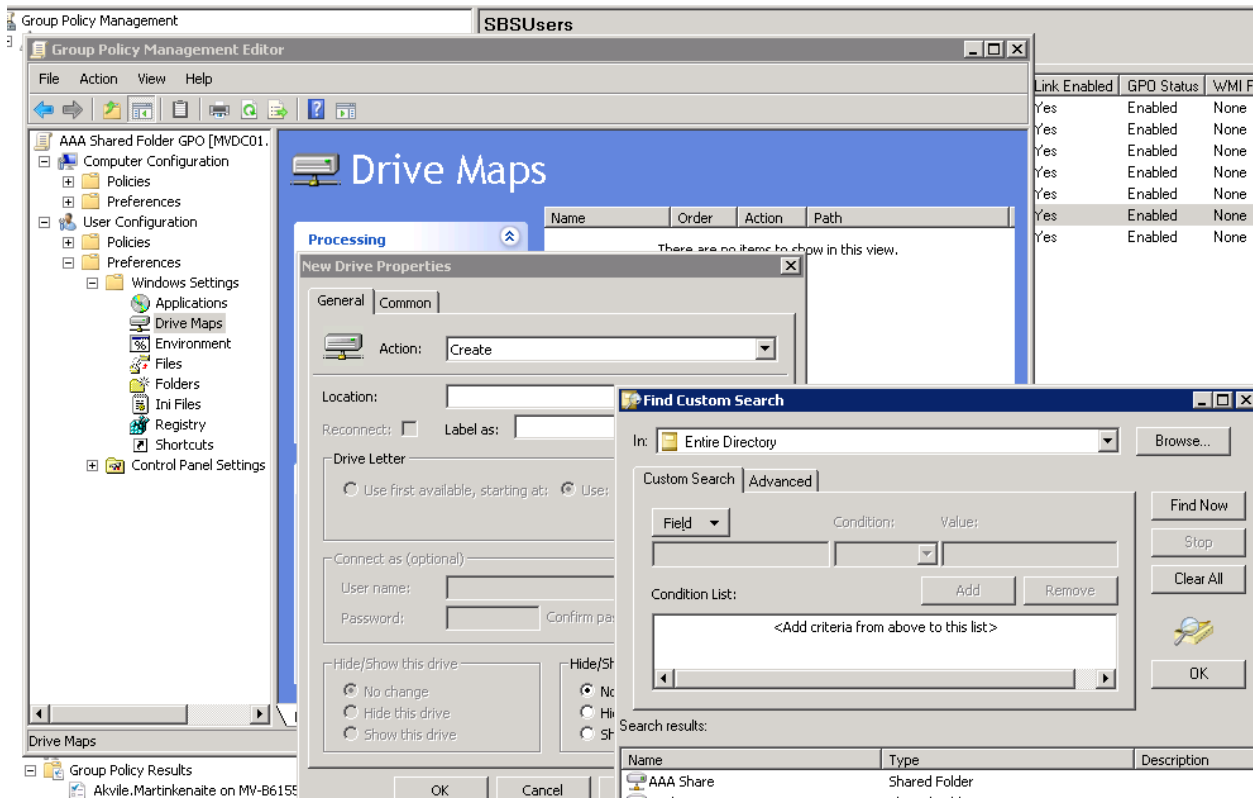 Group Policy Management
SBSUsers
Group Policy Management Editor
File Action View Help
Link Enabled GPO Status WMI F
Yes Enabled None
Yes Enabled None
Yes Enabled None
Yes Enabled None
Yes Enabled None
Yes Enabled None
Yes Enabled None
AAA Shared Folder GPO [MVDC01.
Computer Configuration
Policies
Preferences
User Configuration
Policies
Preferences
Windows Settings
Applications
Drive Maps
Environment
Files
Folders
Ini Files
Registry
Shortcuts
Control Panel Settings
Drive Maps
Drive Maps
Processing
Name Order Action Path
There are no items to show in this view.
New Drive Properties
General Common
Action: Create
Location:
Reconnect: Label as:
Drive Letter
Use first available, starting at: Use:
Connect as (optional)
User name:
Password: Confirm pa
Hide/Show this drive
No change
Hide this drive
Show this drive
Hide/Sh
No
Hi
Sh
OK Cancel
Find Custom Search
In: Entire Directory Browse...
Custom Search Advanced
Field Condition: Value:
Add Remove
Condition List:
<Add criteria from above to this list>
Find Now
Stop
Clear All
OK
Search results:
Name Type Description
AAA Share Shared Folder
Group Policy Results
Akvile.Martinkenaite on MV-B6155